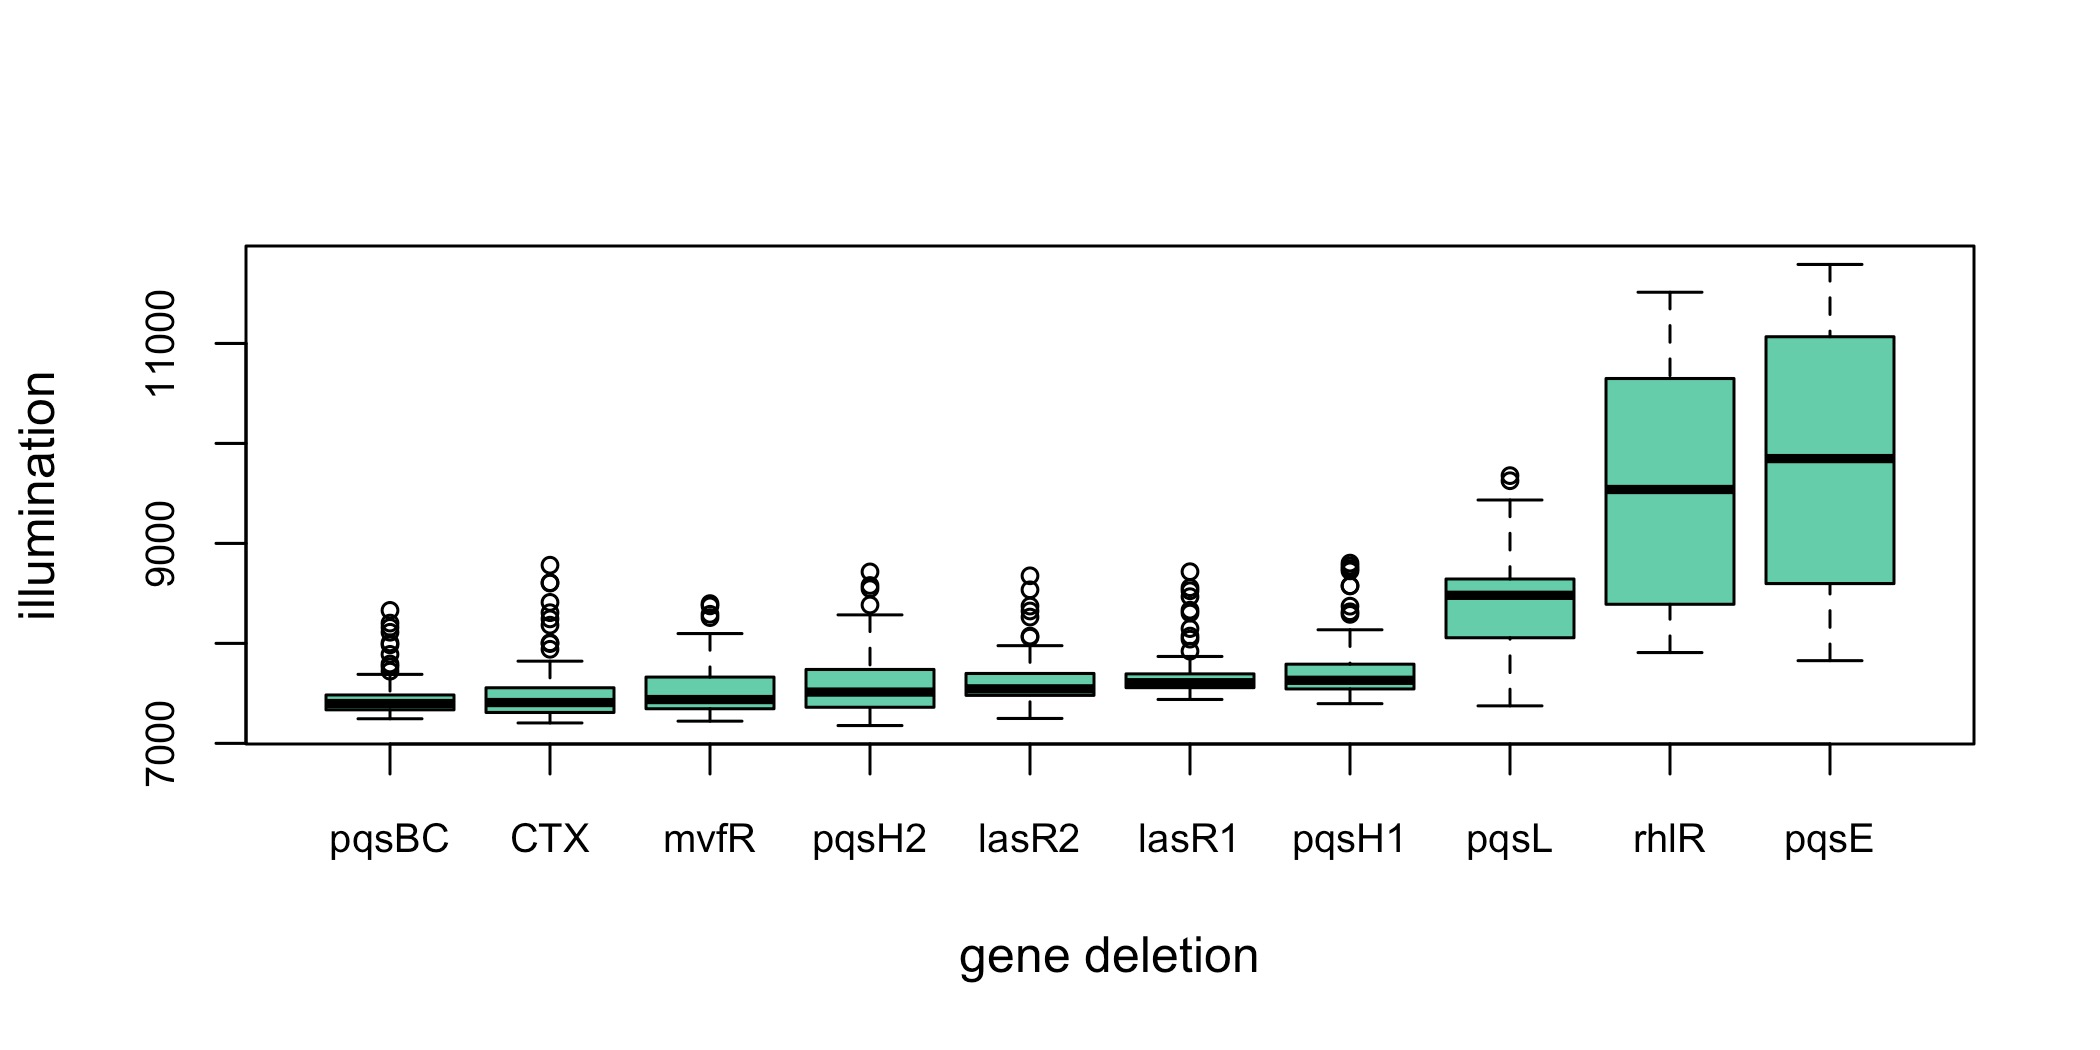 illumination
11000
9000
7000
pqsBC CTX mvfR pqsH2 lasR2 lasR1 pqsH1 pqsL rhlR pqsE
gene deletion